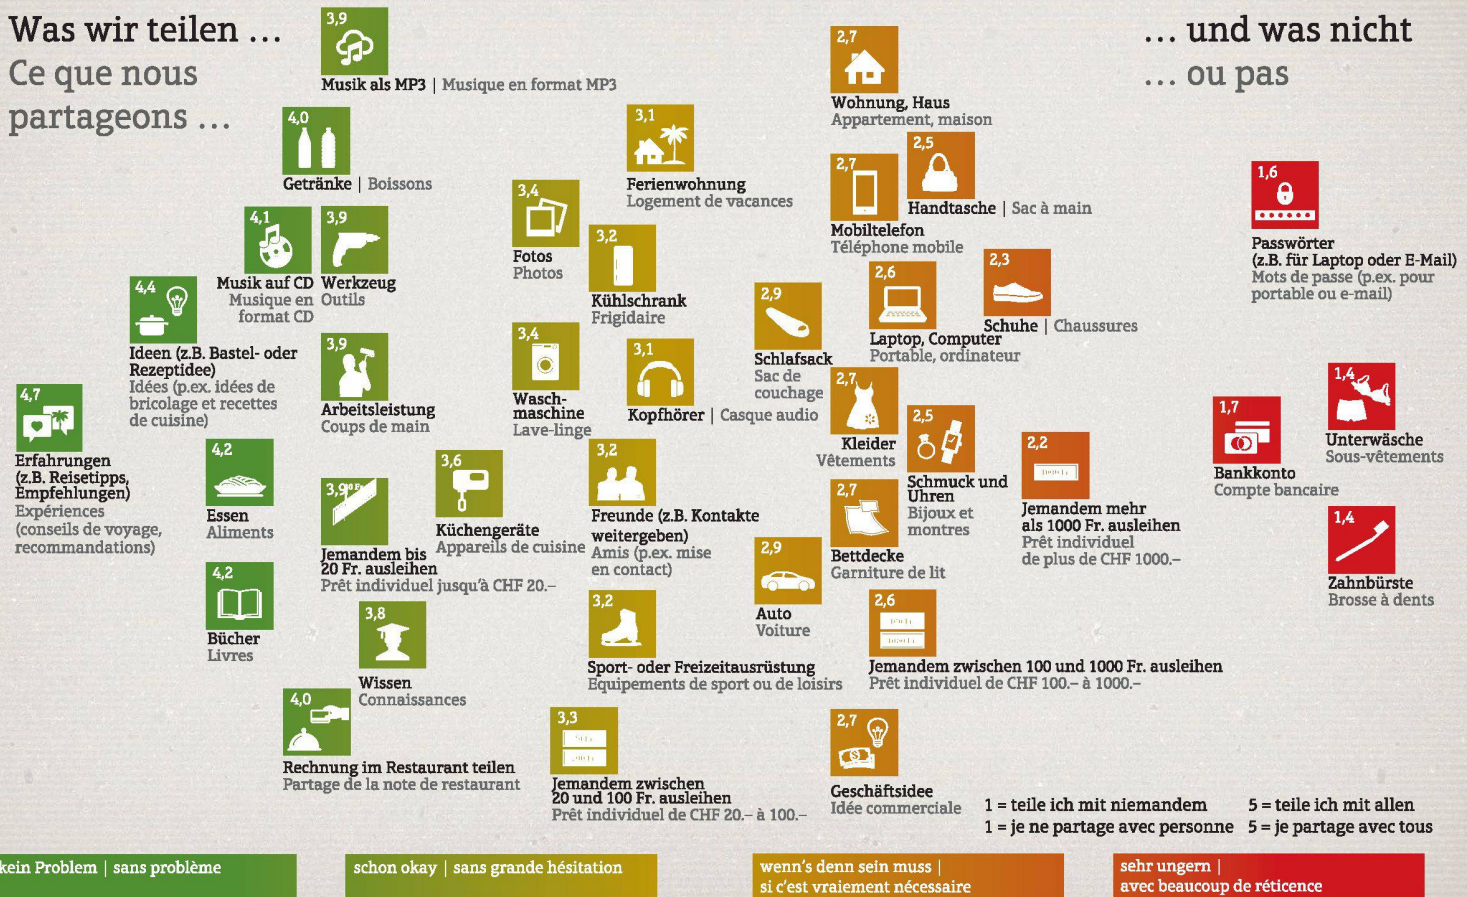 Was wir teilen ...
Ce que nous
partageons ...
... und was nicht
... ou pas
3,9
Musik als MP3 | Musique en format MP3
4,0
Getränke | Boissons
4,1
Musik auf CD
Musique en
format CD
3,9
Werkzeug
Outils
4,4
Ideen (z.B. Bastel- oder
Rezeptidee)
Idées (p.ex. idées de
bricolage et recettes
de cuisine)
3,9
Arbeitsleistung
Coups de main
4,7
Erfahrungen
(z.B. Reisetipps,
Empfehlungen)
Expériences
(conseils de voyage,
recommandations)
4,2
Essen
Aliments
4,2
Bücher
Livres
3,9
Jemandem bis
20 Fr. ausleihen
Prêt individuel jusqu'à CHF 20.–
3,6
Küchengeräte
Appareils de cuisine
3,8
Wissen
Connaissances
4,0
Rechnung im Restaurant teilen
Partage de la note de restaurant
3,4
Fotos
Photos
3,1
Ferienwohnung
Logement de vacances
3,2
Kühlschrank
Frigidaire
3,4
Wasch-
maschine
Lave-linge
3,1
Kopfhörer | Casque audio
3,2
Freunde (z.B. Kontakte
weitergeben)
Amis (p.ex. mise
en contact)
3,2
Sport- oder Freizeitausrüstung
Equipements de sport ou de loisirs
3,3
Jemandem zwischen
20 und 100 Fr. ausleihen
Prêt individuel de CHF 20.– à 100.–
2,7
Wohnung, Haus
Appartement, maison
2,5
Handtasche | Sac à main
2,7
Mobiltelefon
Téléphone mobile
2,6
Laptop, Computer
Portable, ordinateur
2,3
Schuhe | Chaussures
2,9
Schlafsack
Sac de
couchage
2,7
Kleider
Vêtements
2,5
Schmuck und
Uhren
Bijoux et
montres
2,2
Jemandem mehr
als 1000 Fr. ausleihen
Prêt individuel
de plus de CHF 1000.–
2,7
Bettdecke
Garniture de lit
2,9
Auto
Voiture
2,6
Jemandem zwischen 100 und 1000 Fr. ausleihen
Prêt individuel de CHF 100.– à 1000.–
2,7
Geschäftsidee
Idée commerciale
1,6
Passwörter
(z.B. für Laptop oder E-Mail)
Mots de passe (p.ex. pour
portable ou e-mail)
1,7
Bankkonto
Compte bancaire
1,4
Unterwäsche
Sous-vêtements
1,4
Zahnbürste
Brosse à dents
1 = teile ich mit niemandem 5 = teile ich mit allen
1 = je ne partage avec personne 5 = je partage avec tous
kein Problem | sans problème
schon okay | sans grande hésitation
wenn's denn sein muss |
si c'est vraiement nécessaire
sehr ungern |
avec beaucoup de réticence